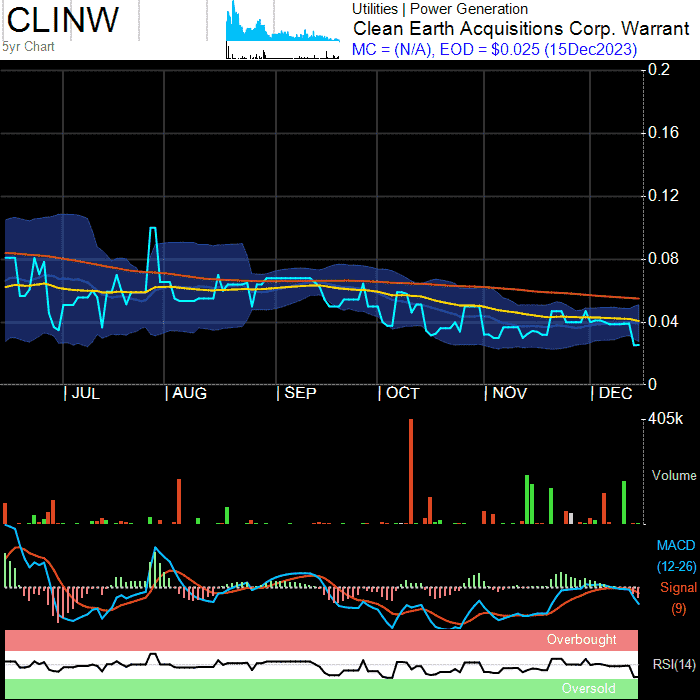 CLINW
5yr Chart
Utilities | Power Generation
Clean Earth Acquisitions Corp. Warrant
MC = (N/A), EOD = $0.025 (15Dec2023)
0.2
0.16
0.12
0.08
0.04
0
JUL
AUG
SEP
OCT
NOV
DEC
405k
Volume
MACD
(12-26)
Signal
(9)
Overbought
RSI(14)
Oversold